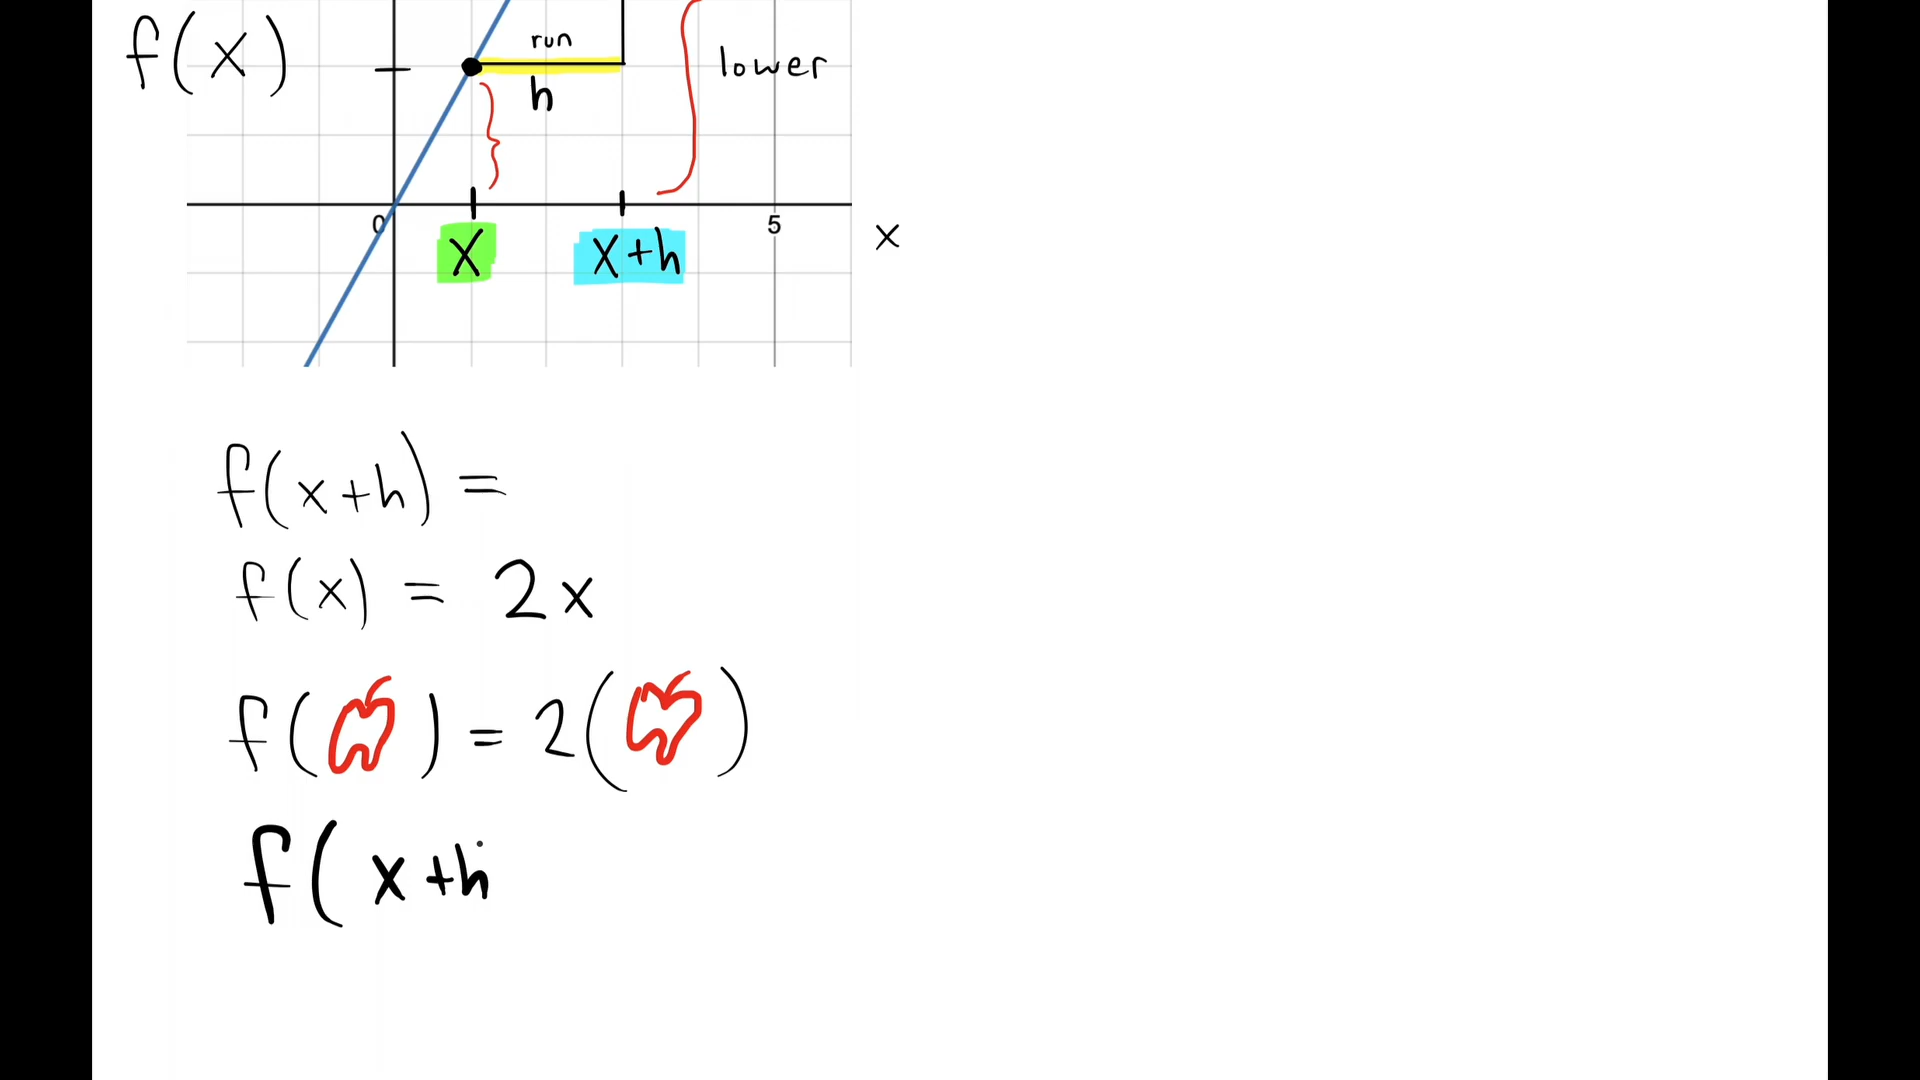 f(x)
run
lower
h
0
5
x
x
x+h
f(x+h) =
f(x) = 2x
f( ) = 2( )
f( x+h